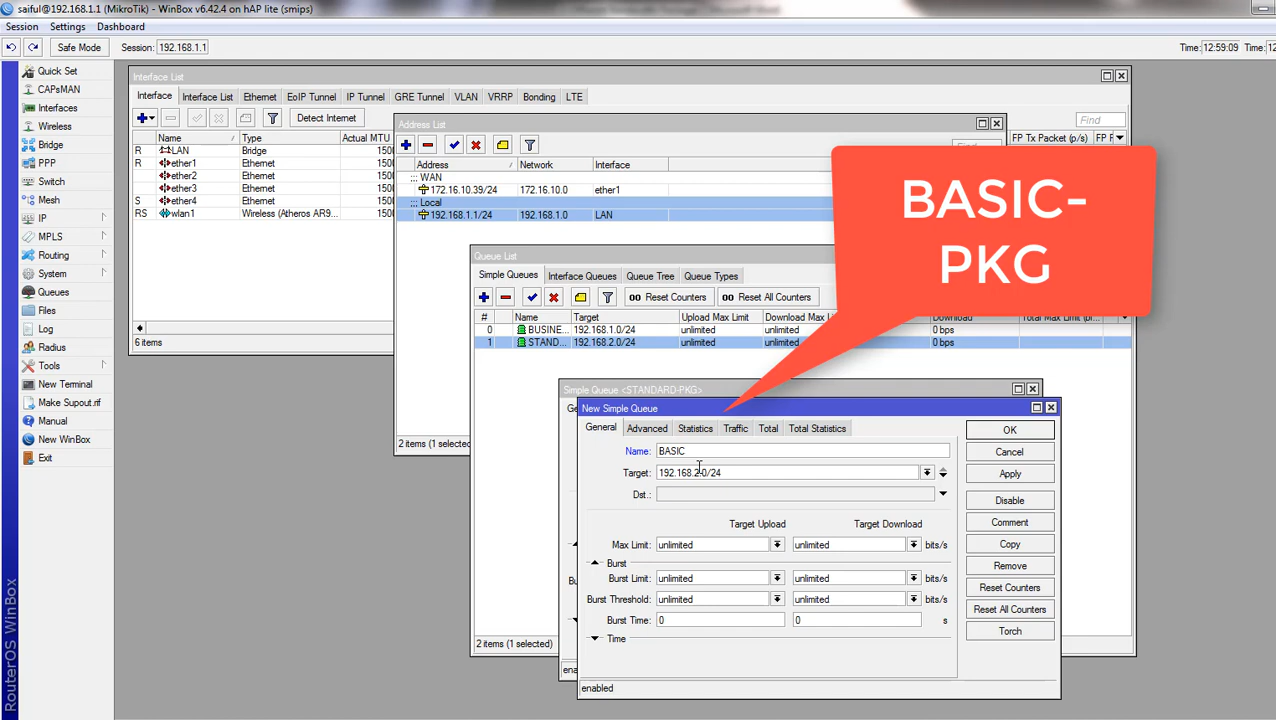 saiful@192.168.1.1 (MikroTik) - WinBox v6.42.4 on hAP lite (smips)
Session Settings Dashboard
Safe Mode Session: 192.168.1.1 Time: 12:59:09 Time:
Quick Set
CAPsMAN
Interfaces
Wireless
Bridge
PPP
Switch
Mesh
IP
MPLS
Routing
System
Queues
Files
Log
Radius
Tools
New Terminal
Make Supout.rif
Manual
New WinBox
Exit
RouterOS WinBox
Interface List
Interface Interface List Ethernet EoIP Tunnel IP Tunnel GRE Tunnel VLAN VRRP Bonding LTE
Detect Internet Find
Name Type Actual MTU FP Tx Packet (p/s)
R LAN Bridge
R ether1 Ethernet
ether2 Ethernet
ether3 Ethernet
S ether4 Ethernet
RS wlan1 Wireless (Atheros AR9...
6 items
Address List
Address Network Interface
;;; WAN
172.16.10.39/24 172.16.10.0 ether1
;;; Local
192.168.1.1/24 192.168.1.0 LAN
2 items (1 selected
BASIC-
PKG
Queue List
Simple Queues Interface Queues Queue Tree Queue Types
00 Reset Counters 00 Reset All Counters
# Name Target Upload Max Limit Download Max
0 BUSINE... 192.168.1.0/24 unlimited unlimited 0 bps
1 STAND... 192.168.2.0/24 unlimited unlimited 0 bps
2 items (1 selected)
Simple Queue <STANDARD-PKG>
New Simple Queue
General Advanced Statistics Traffic Total Total Statistics
Name: BASIC
Target: 192.168.2.0/24
Dst.:
Target Upload Target Download
Max Limit: unlimited unlimited bits/s
Burst
Burst Limit: unlimited unlimited bits/s
Burst Threshold: unlimited unlimited bits/s
Burst Time: 0 0 s
Time
enabled
OK
Cancel
Apply
Disable
Comment
Copy
Remove
Reset Counters
Reset All Counters
Torch